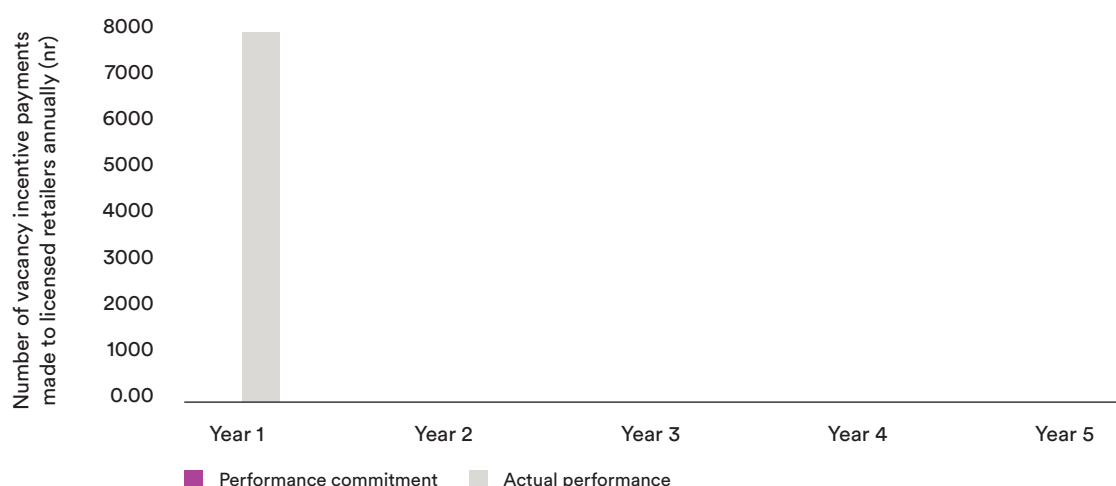 Number of vacancy incentive payments
made to licensed retailers annually (nr)
8000
7000
6000
5000
4000
3000
2000
1000
0.00
Year 1 Year 2 Year 3 Year 4 Year 5
Performance commitment Actual performance